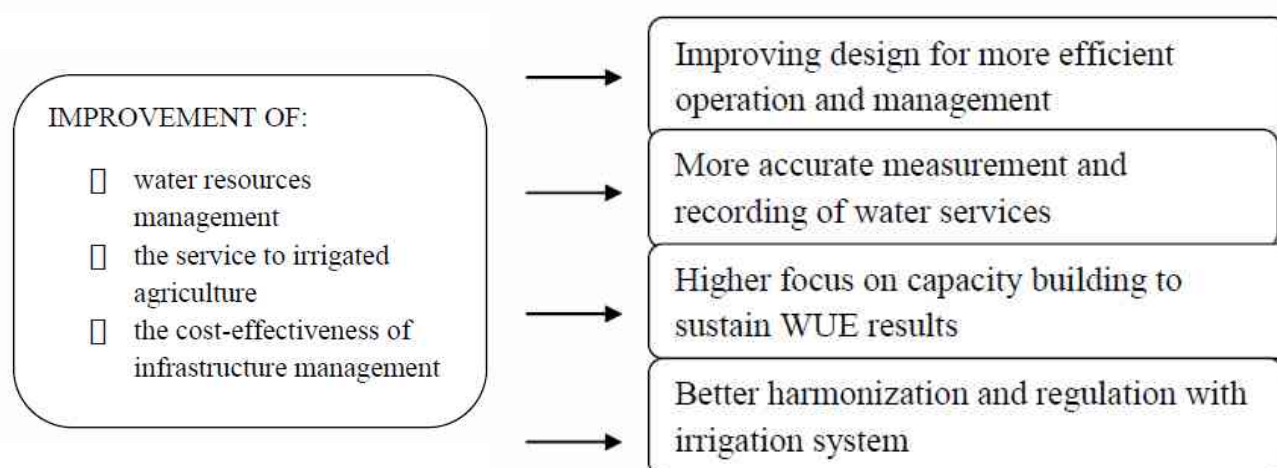 IMPROVEMENT OF:
water resources
management
the service to irrigated
agriculture
the cost-effectiveness of
infrastructure management
Improving design for more efficient
operation and management
More accurate measurement and
recording of water services
Higher focus on capacity building to
sustain WUE results
Better harmonization and regulation with
irrigation system